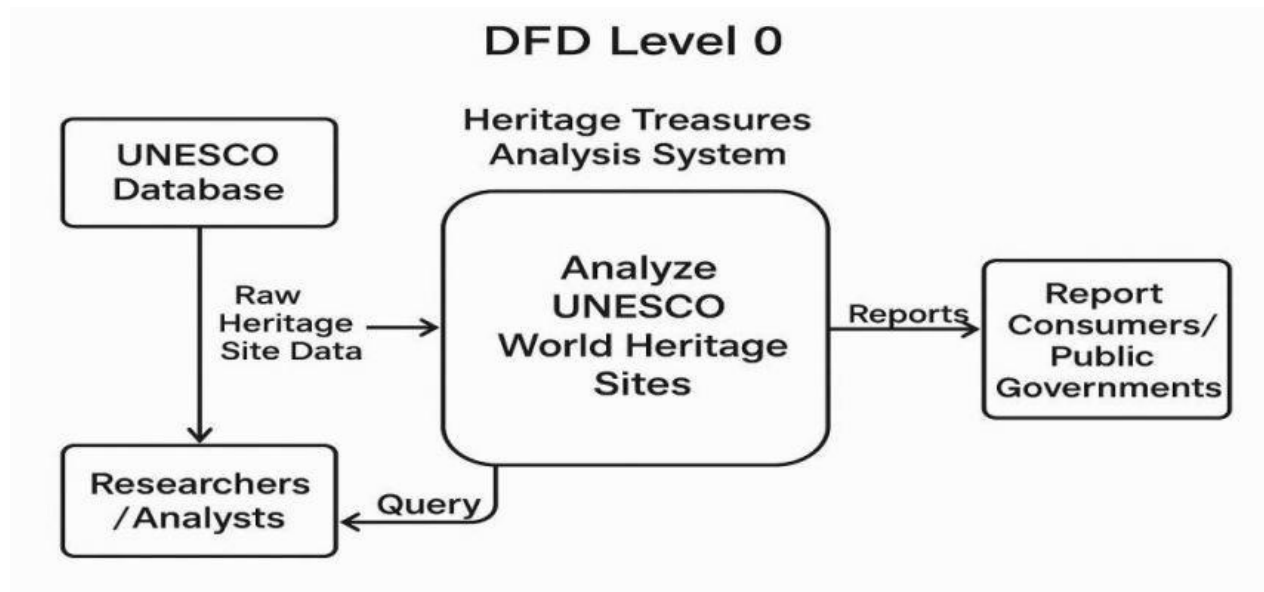 DFD Level 0
Heritage Treasures
Analysis System
UNESCO
Database
Raw
Heritage
Site Data
Analyze
UNESCO
World Heritage
Sites
Reports
Report
Consumers/
Public
Governments
Researchers
/Analysts
Query